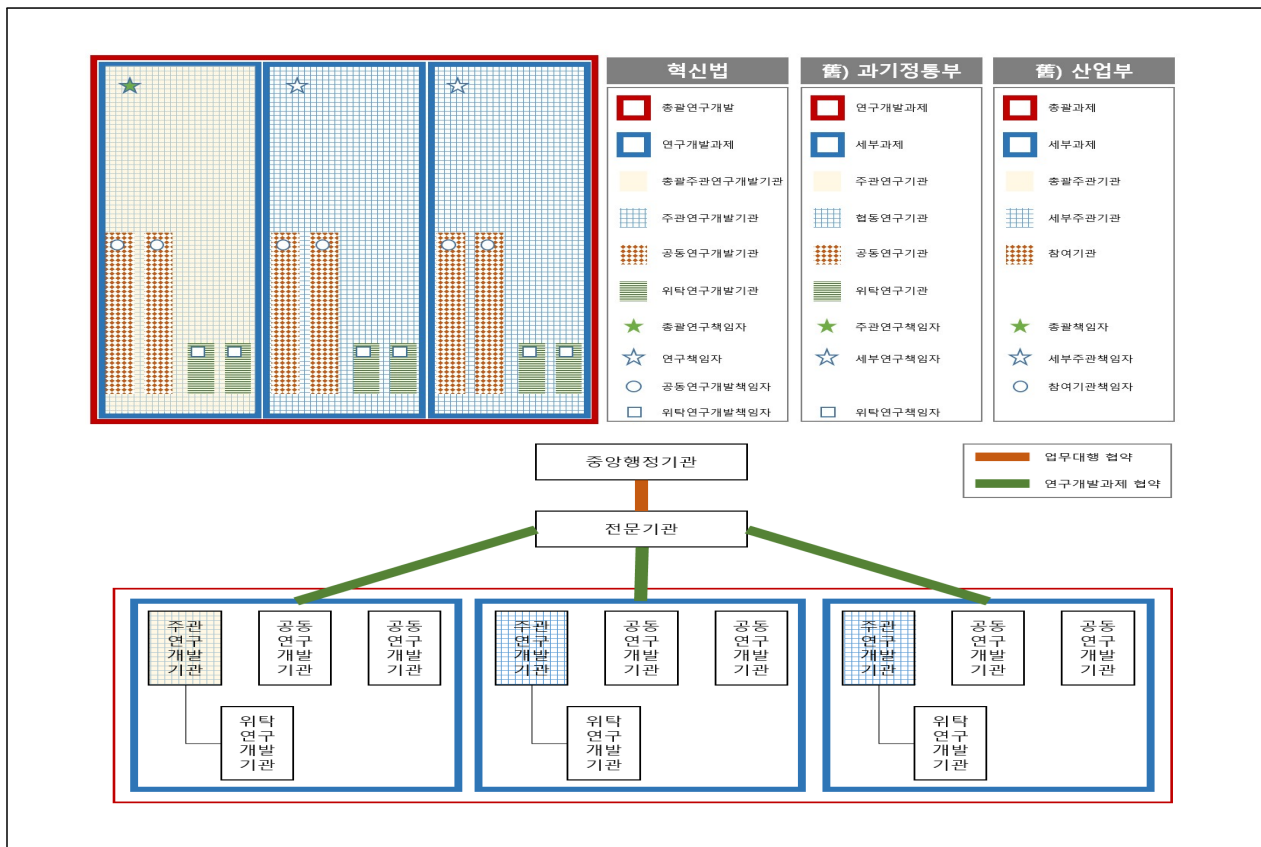 혁신법
총괄연구개발
연구개발과제
총괄주관연구개발기관
주관연구개발기관
공동연구개발기관
위탁연구개발기관
총괄연구책임자
연구책임자
공동연구개발책임자
위탁연구개발책임자
舊) 과기정통부
연구개발과제
세부과제
주관연구기관
협동연구기관
공동연구기관
위탁연구기관
주관연구책임자
세부연구책임자
위탁연구책임자
舊) 산업부
총괄과제
세부과제
총괄주관기관
세부주관기관
참여기관
총괄책임자
세부주관책임자
참여기관책임자
중앙행정기관
전문기관
업무대행 협약
연구개발과제 협약
주관
연구
개발
기관
공동
연구
개발
기관
공동
연구
개발
기관
위탁
연구
개발
기관
주관
연구
개발
기관
공동
연구
개발
기관
공동
연구
개발
기관
위탁
연구
개발
기관
주관
연구
개발
기관
공동
연구
개발
기관
공동
연구
개발
기관
위탁
연구
개발
기관